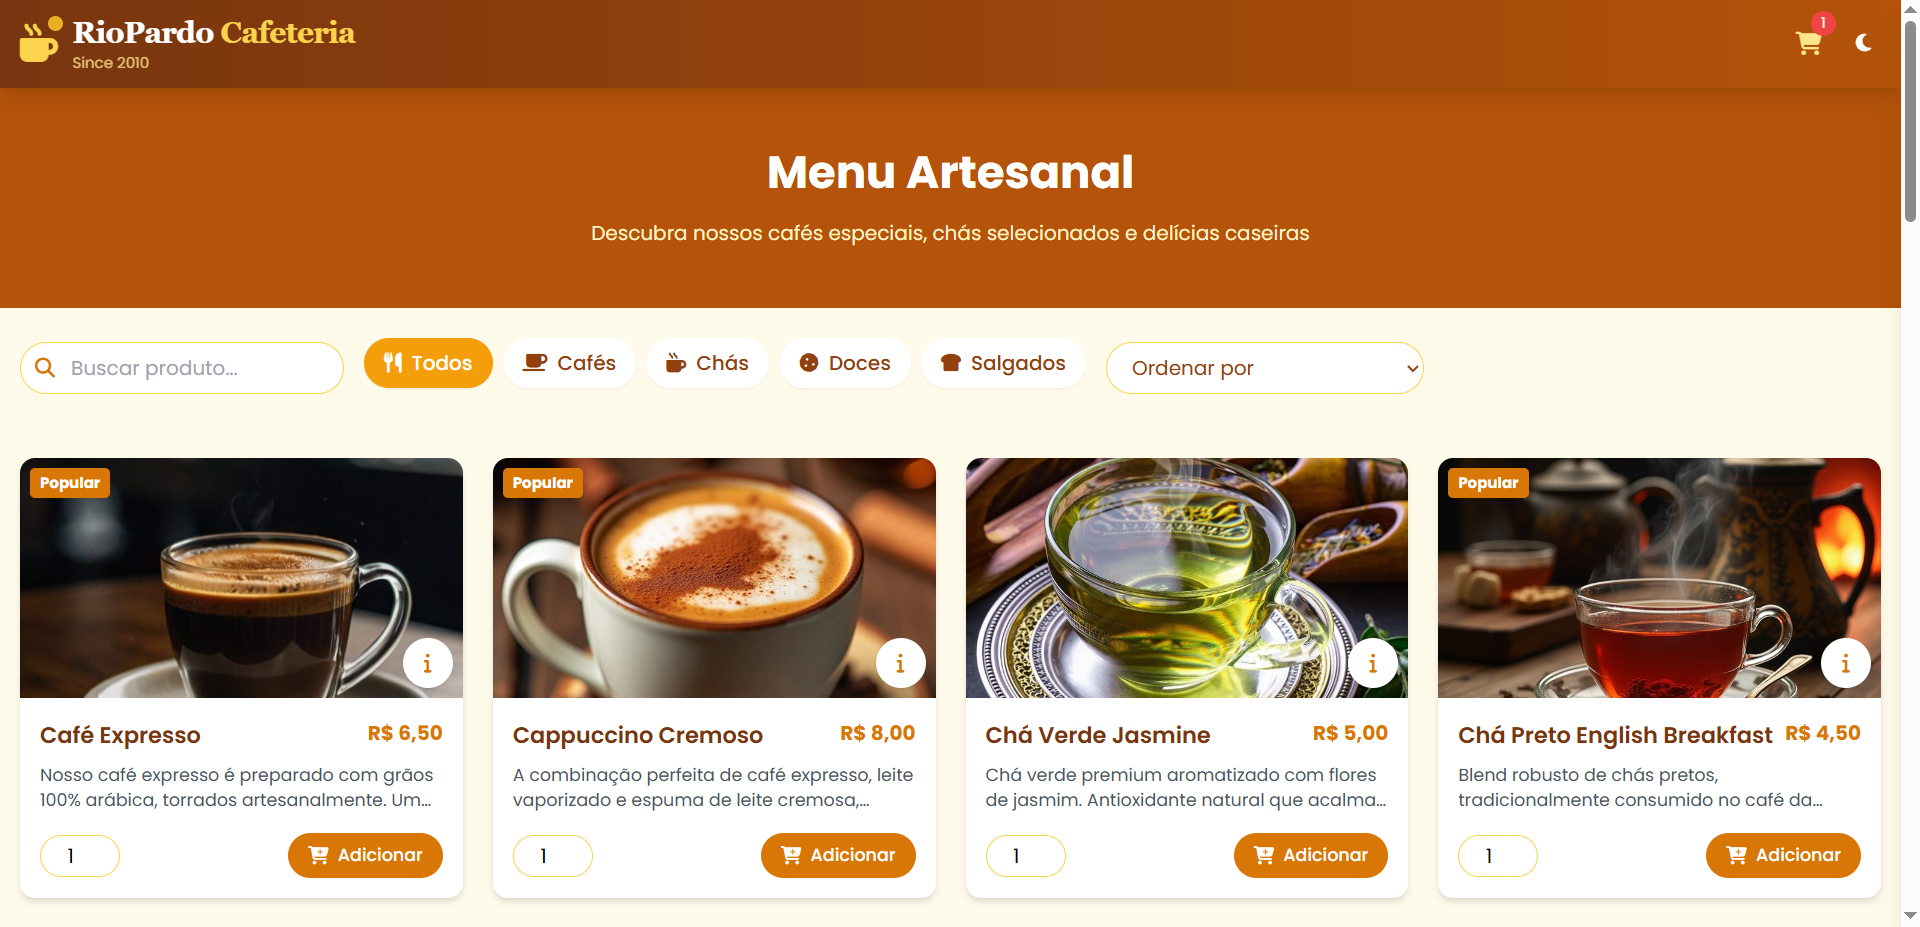 RioPardo Cafeteria
Since 2010
1
Menu Artesanal
Descubra nossos cafés especiais, chás selecionados e delícias caseiras
Buscar produto...
Todos
Cafés
Chás
Doces
Salgados
Ordenar por
Popular
i
Café Expresso
R$ 6,50
Nosso café expresso é preparado com grãos
100% arábica, torrados artesanalmente. Um...
1
Adicionar
Popular
i
Cappuccino Cremoso
R$ 8,00
A combinação perfeita de café expresso, leite
vaporizado e espuma de leite cremosa,...
1
Adicionar
i
Chá Verde Jasmine
R$ 5,00
Chá verde premium aromatizado com flores
de jasmim. Antioxidante natural que acalma...
1
Adicionar
Popular
i
Chá Preto English Breakfast
R$ 4,50
Blend robusto de chás pretos,
tradicionalmente consumido no café da...
1
Adicionar